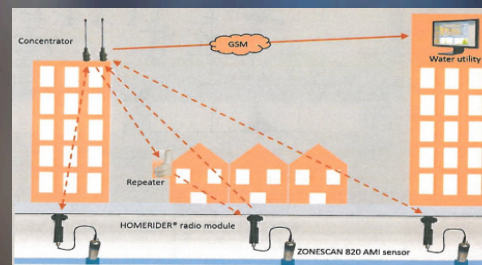 Concentrator
GSM
Water utility
Repeater
HOMERIDER® radio module
ZONESCAN 820 AMI sensor